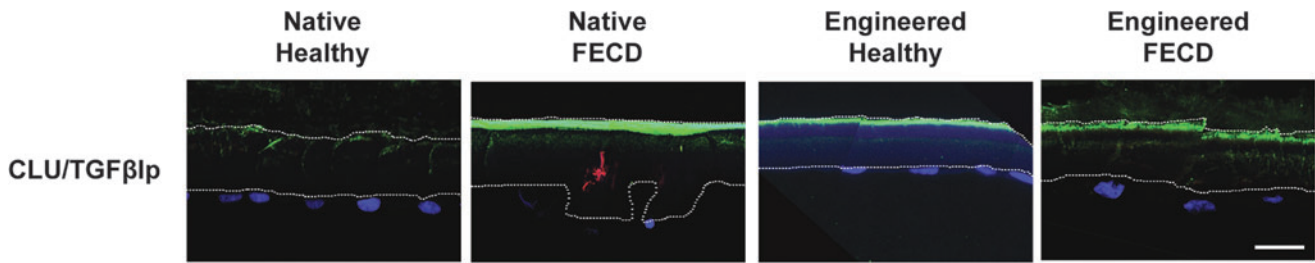 Native
Healthy
Native
FECD
Engineered
Healthy
Engineered
FECD
CLU/TGFβIp